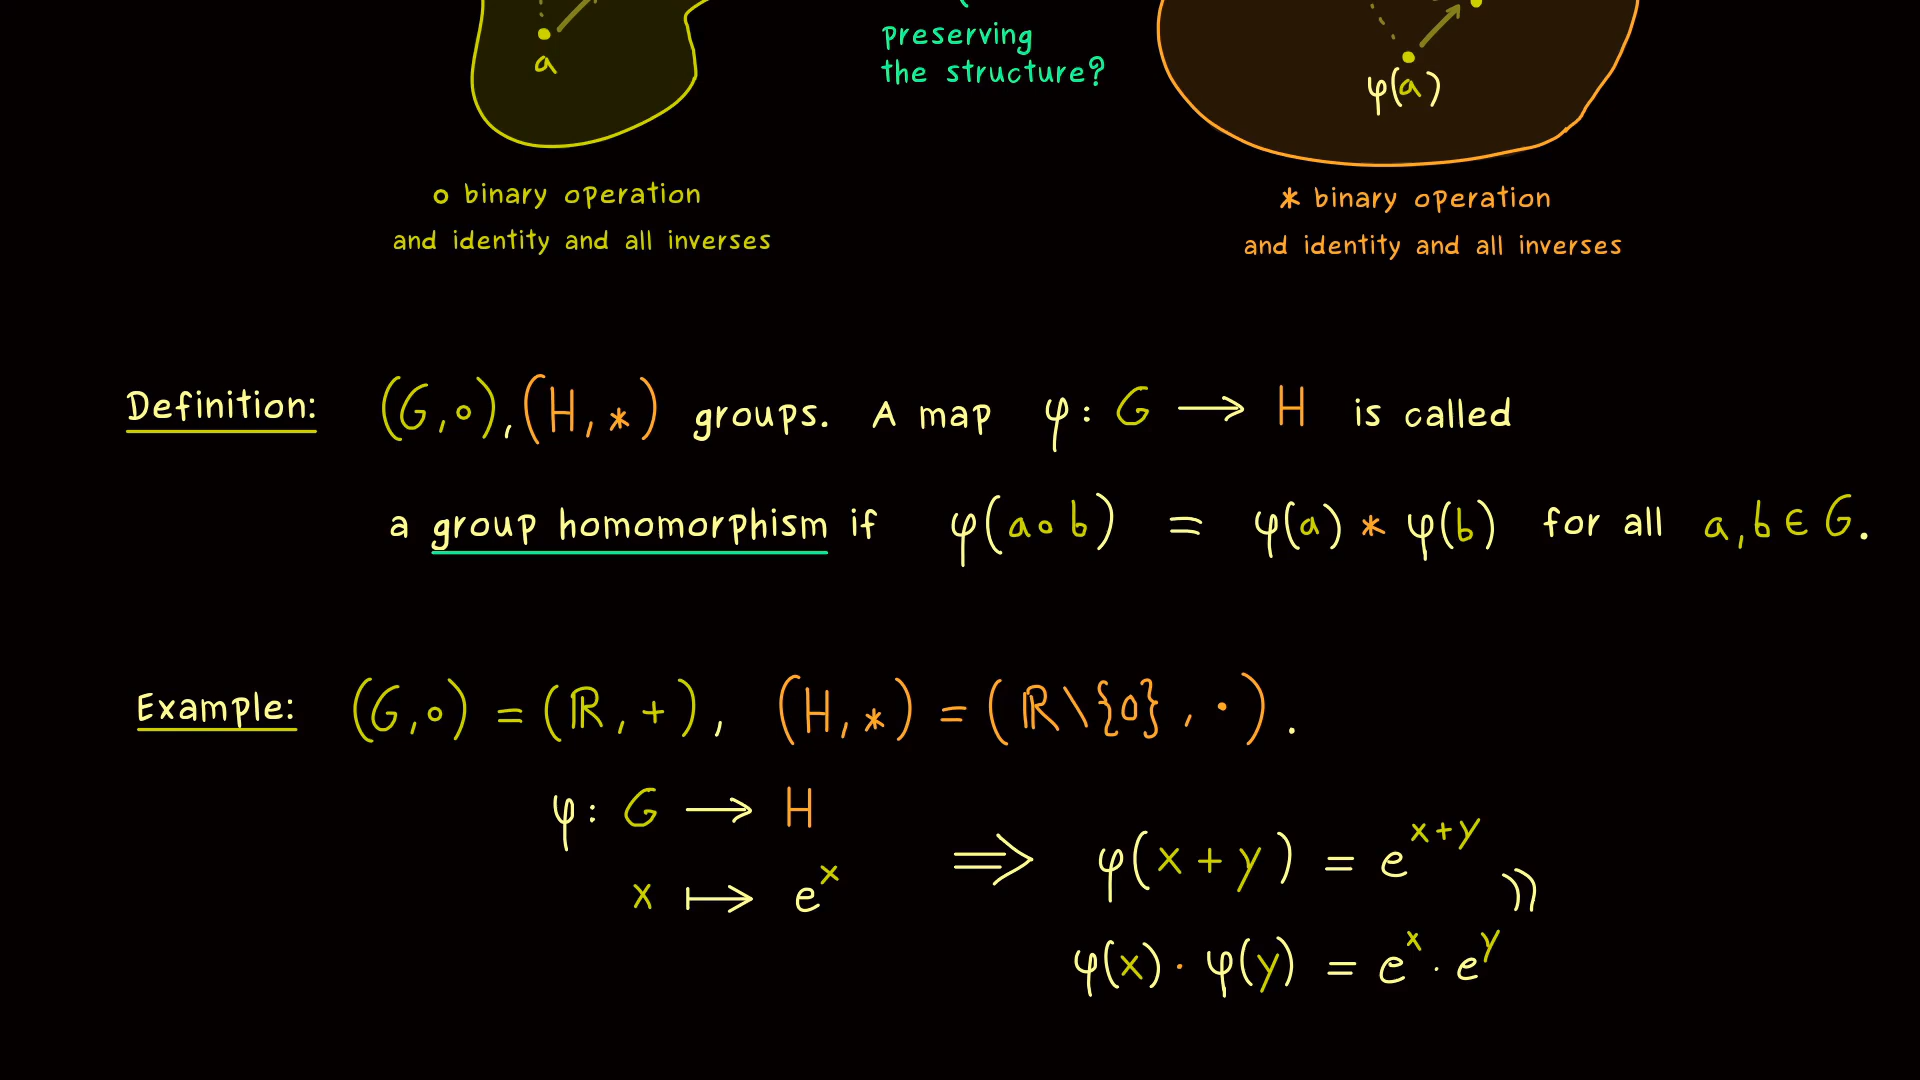 a
preserving
the structure?
φ(a)
∘ binary operation
and identity and all inverses
* binary operation
and identity and all inverses
Definition: (G,∘),(H,*) groups. A map φ: G ⟶ H is called
a group homomorphism if φ(a∘b) = φ(a) * φ(b) for all a,b ∈ G.
Example: (G,∘) = (ℝ,+), (H,*) = (ℝ\{0}, ·).
φ: G ⟶ H
x ⟼ e^x
⟹ φ(x+y) = e^{x+y}
φ(x) · φ(y) = e^x · e^y